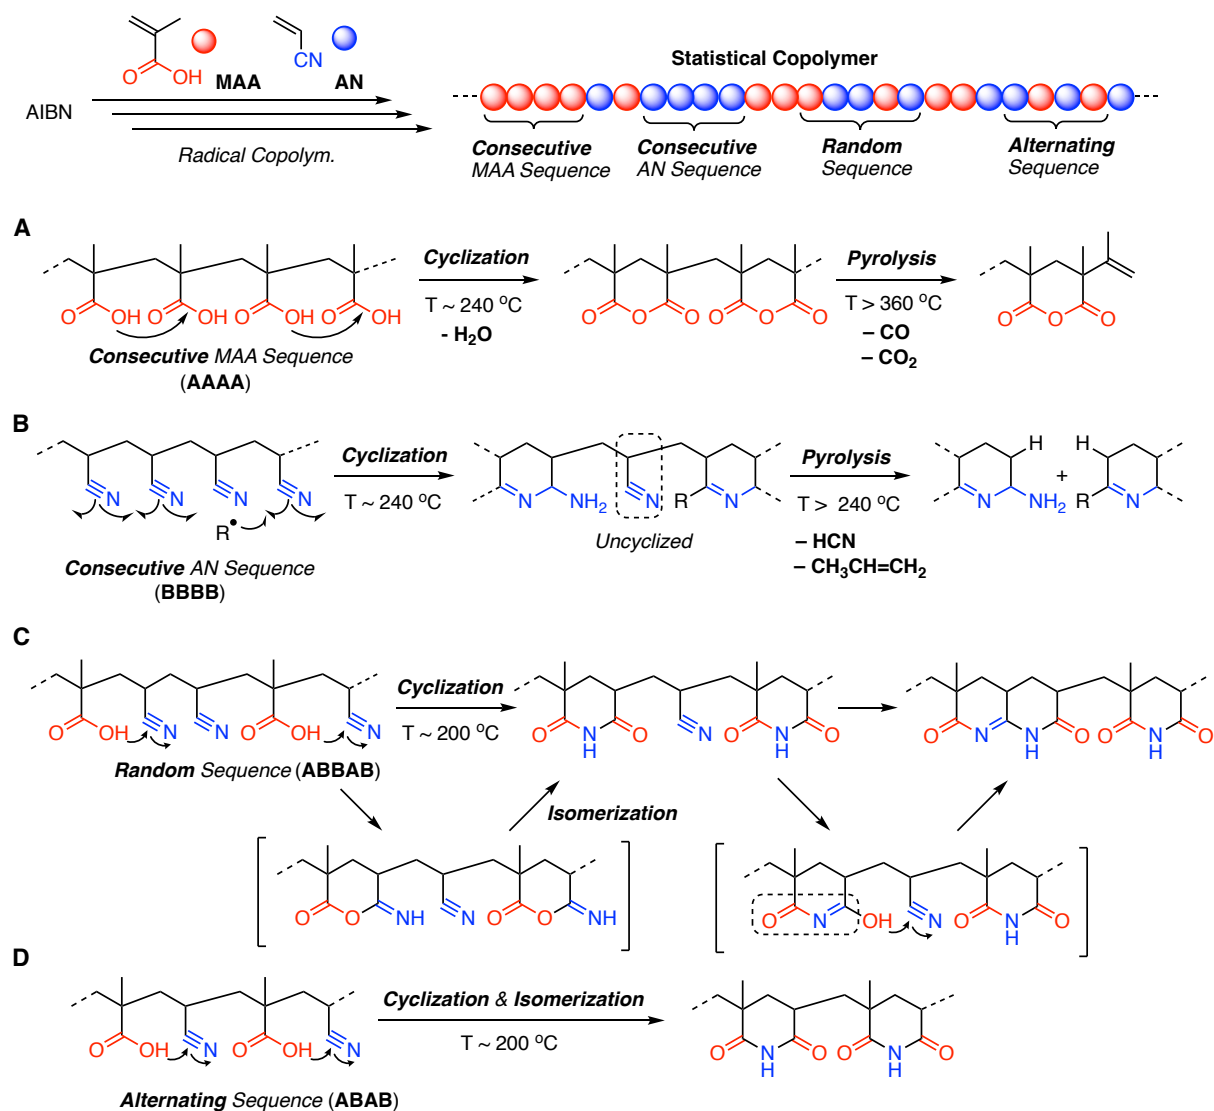 MAA
AN
O
OH
CN
AIBN
Radical Copolym.
Statistical Copolymer
Consecutive
MAA Sequence
Consecutive
AN Sequence
Random
Sequence
Alternating
Sequence
A
O OH O OH O OH O OH
Consecutive MAA Sequence
(AAAA)
Cyclization
T ~ 240 °C
- H₂O
O O O O O O
Pyrolysis
T > 360 °C
– CO
– CO₂
O O O
B
N N N N
R•
Consecutive AN Sequence
(BBBB)
Cyclization
T ~ 240 °C
N NH₂ N R N
Uncyclized
Pyrolysis
T > 240 °C
– HCN
– CH₃CH=CH₂
H
N NH₂
+
H
R N
C
O OH N N O OH N
Random Sequence (ABBAB)
Cyclization
T ~ 200 °C
O N H O N O N H O
O N N H O O N H O
Isomerization
O O NH N O O NH
O N OH N O N H O
D
O OH N O OH N
Alternating Sequence (ABAB)
Cyclization & Isomerization
T ~ 200 °C
O N H O O N H O